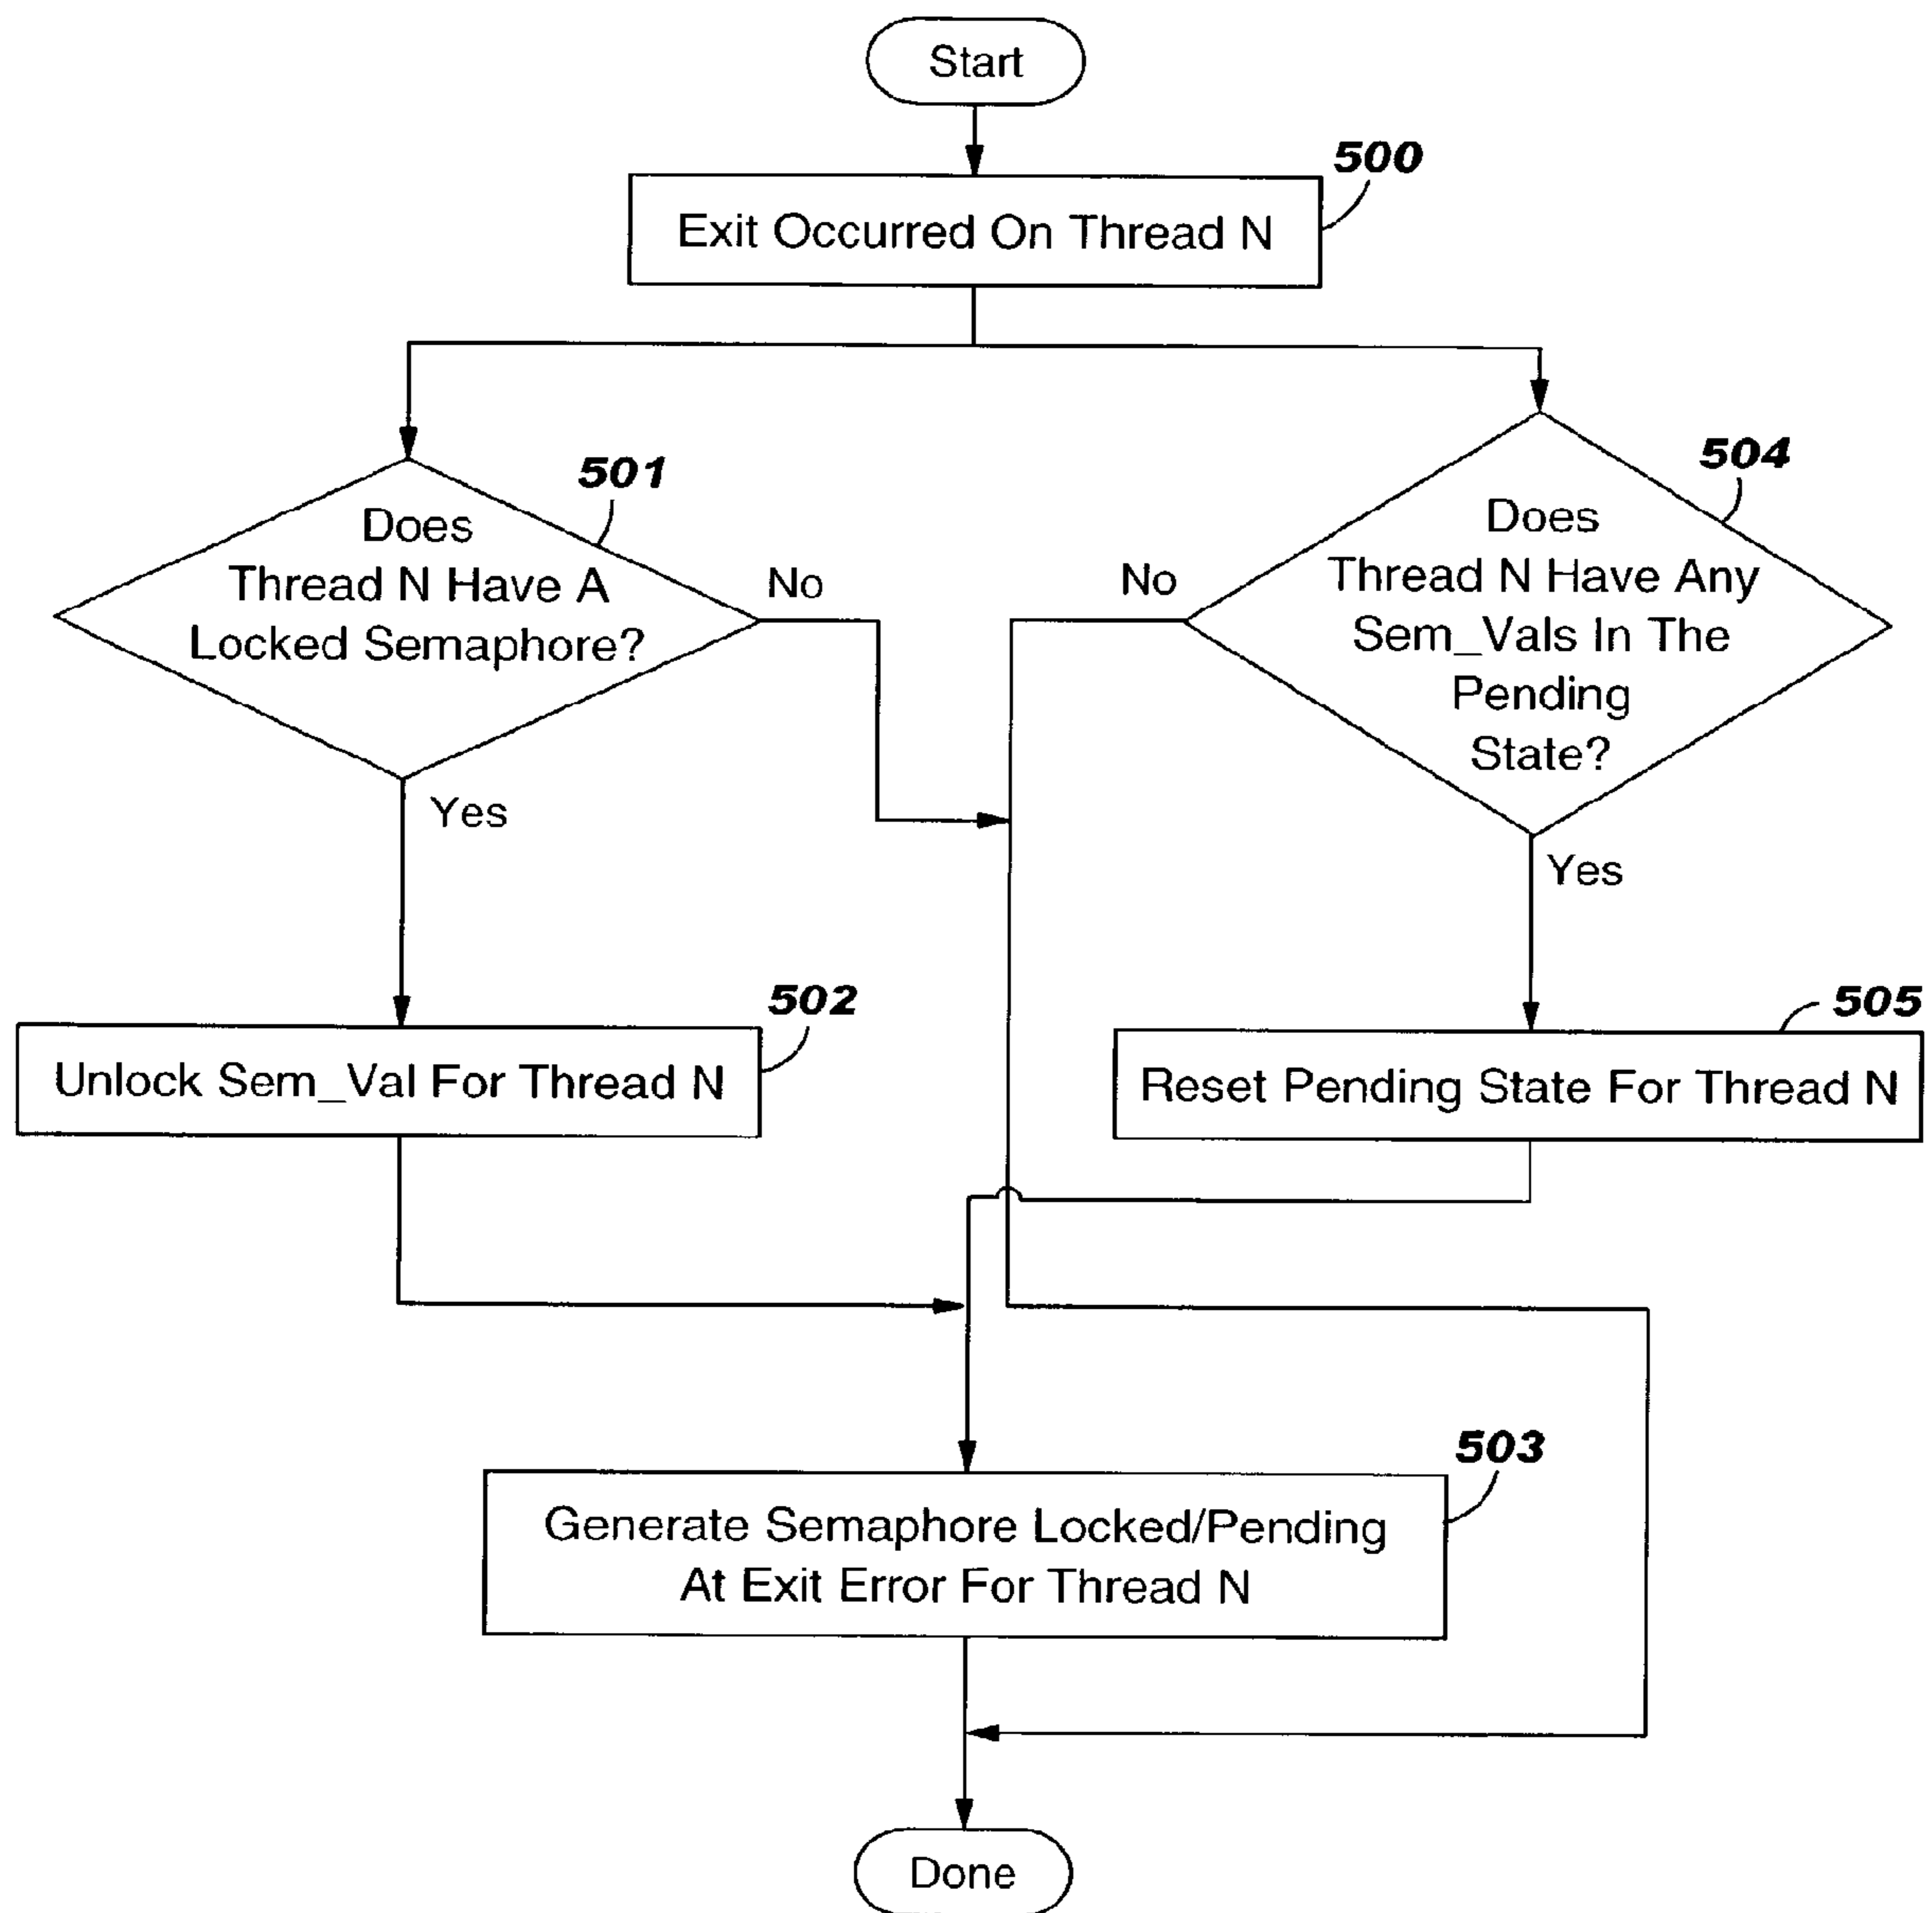 Start
500
Exit Occurred On Thread N
501
Does
Thread N Have A
Locked Semaphore?
No
Yes
504
Does
Thread N Have Any
Sem_Vals In The
Pending
State?
No
Yes
502
Unlock Sem_Val For Thread N
505
Reset Pending State For Thread N
503
Generate Semaphore Locked/Pending
At Exit Error For Thread N
Done